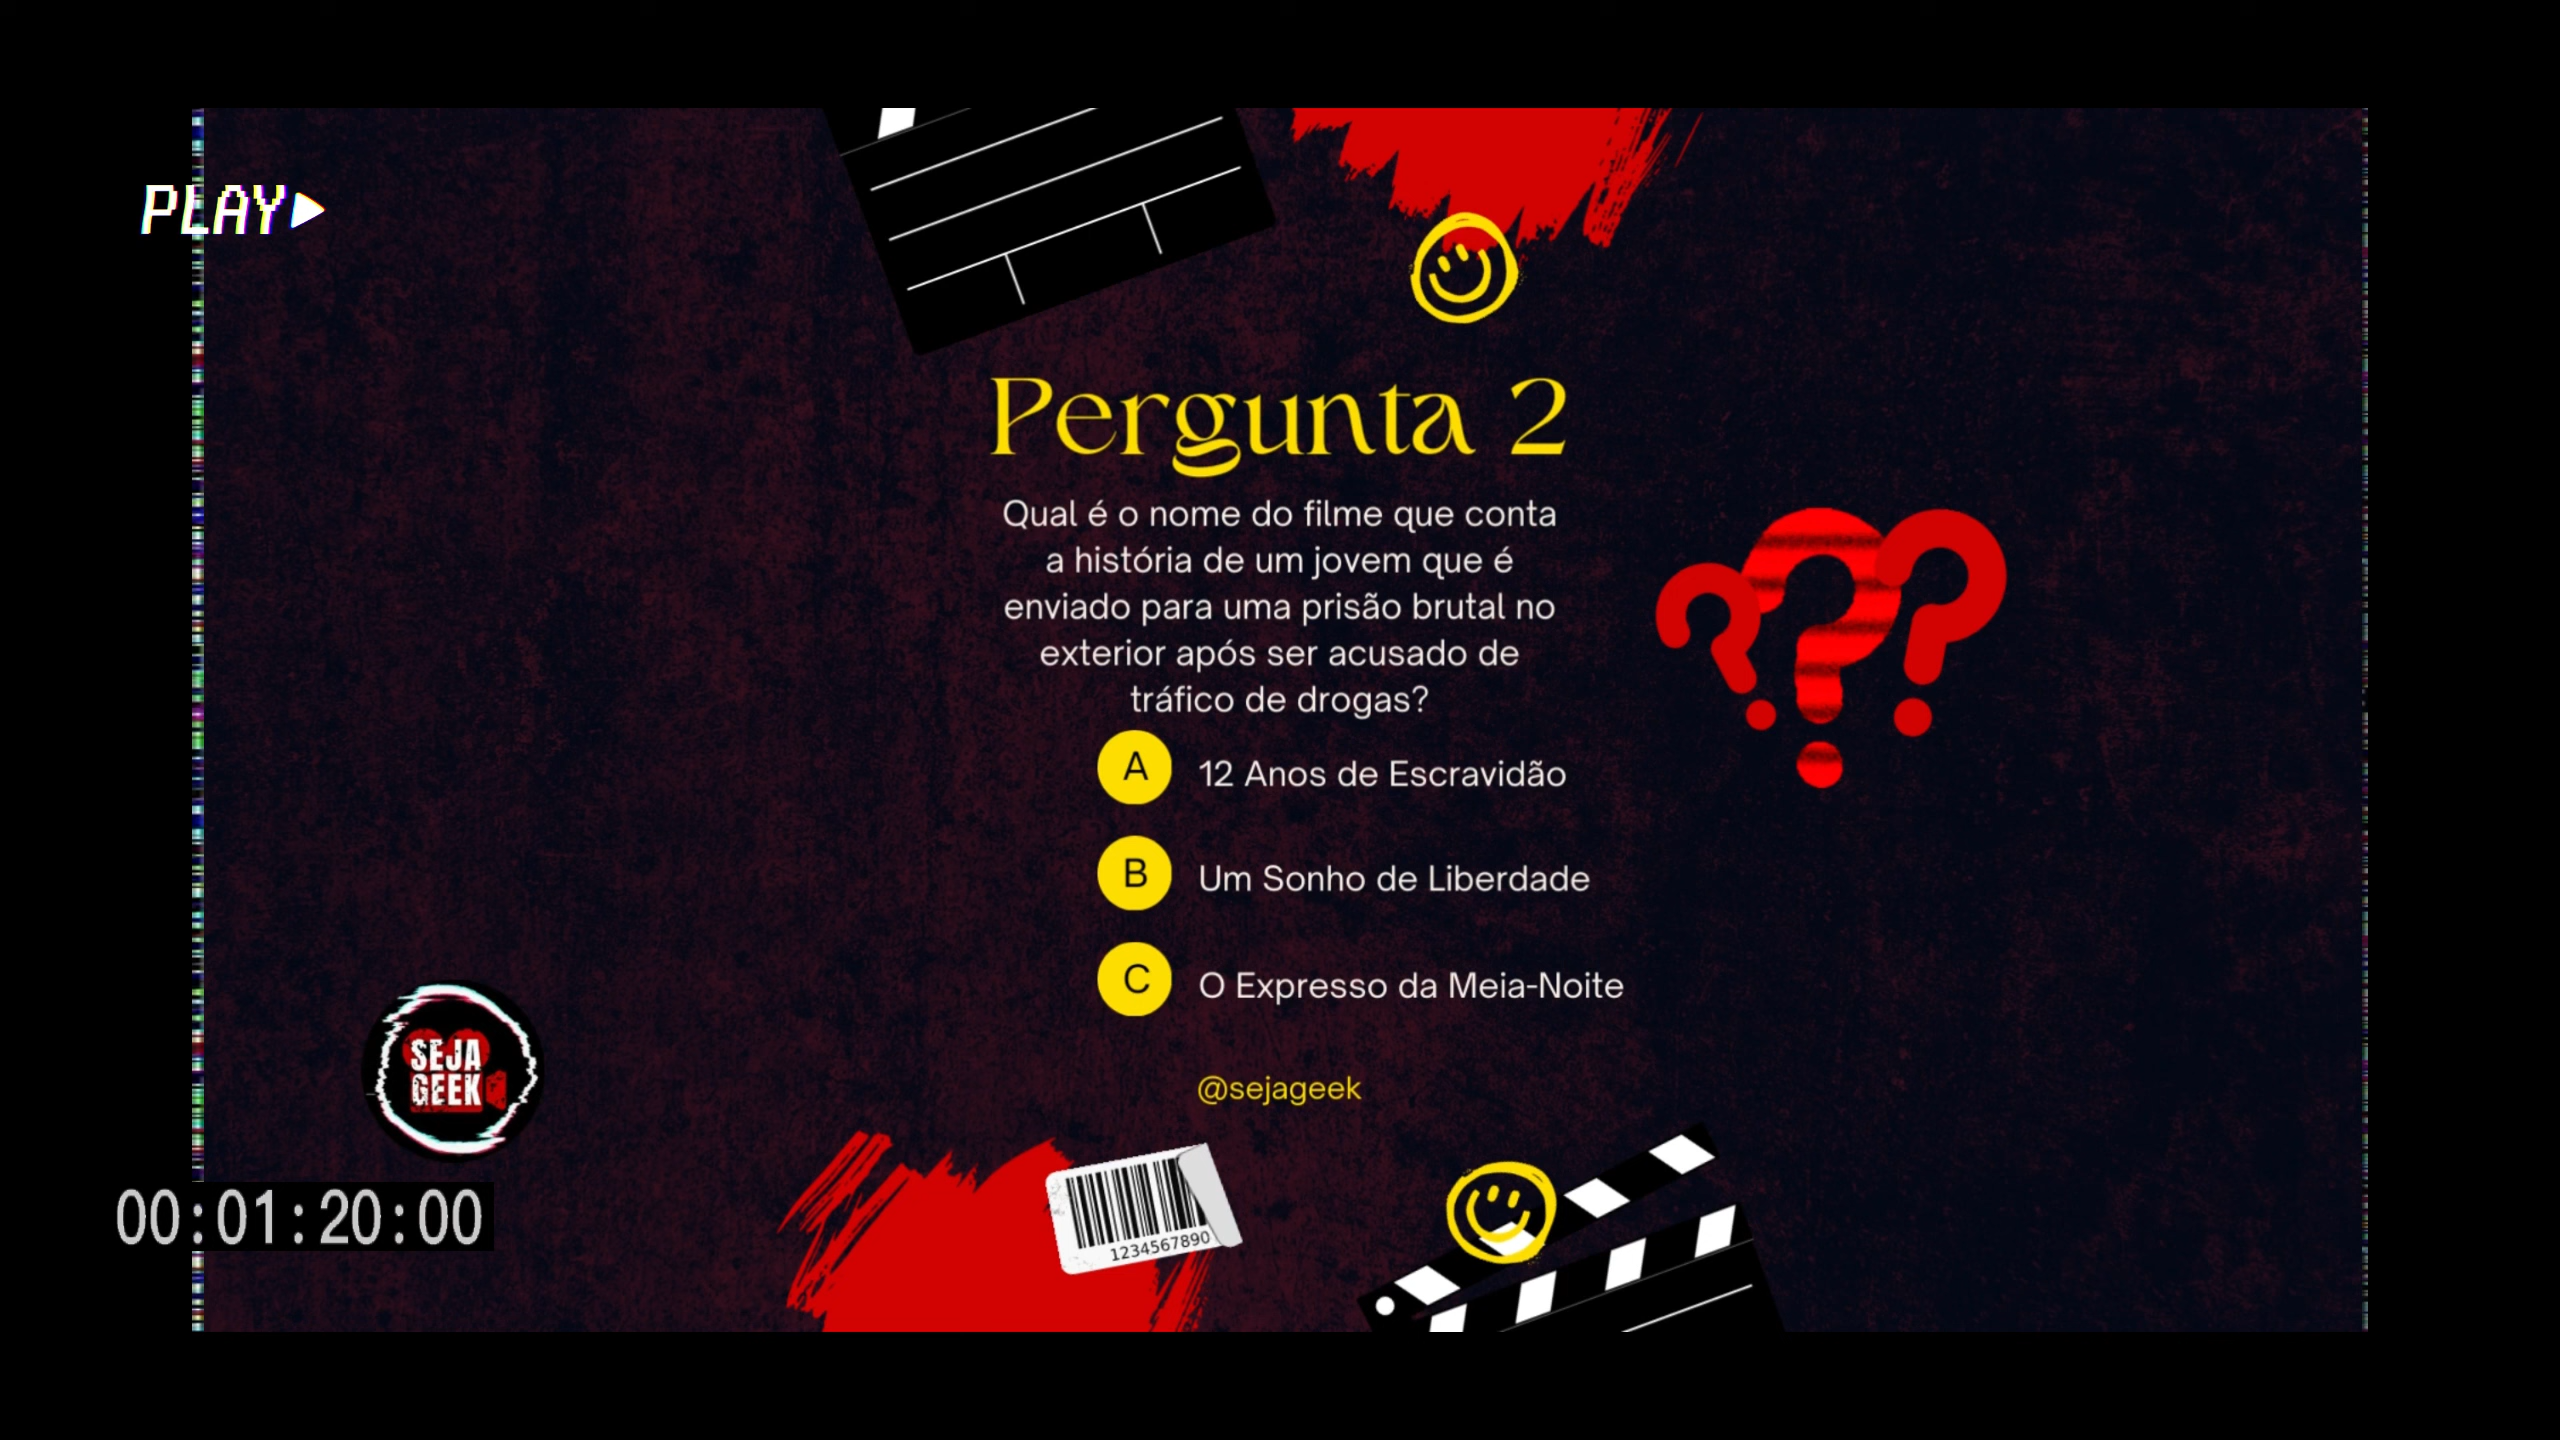 PLAY
Pergunta 2
Qual é o nome do filme que conta
a história de um jovem que é
enviado para uma prisão brutal no
exterior após ser acusado de
tráfico de drogas?
A 12 Anos de Escravidão
B Um Sonho de Liberdade
C O Expresso da Meia-Noite
@sejageek
SEJA
GEEK
00:01:20:00
1234567890
???